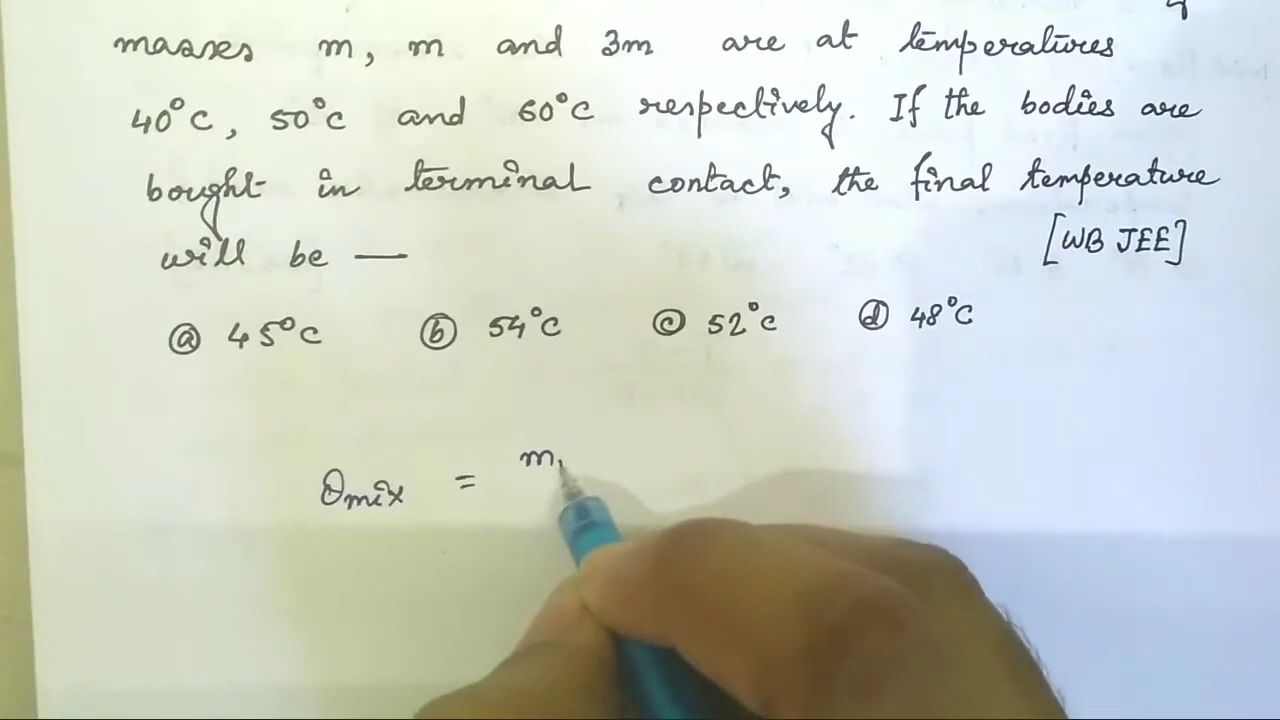 masses m, m and 3m are at temperatures
40°C, 50°C and 60°C respectively. If the bodies are
bought in terminal contact, the final temperature
will be — [WB JEE]
ⓐ 45°C ⓑ 54°C ⓒ 52°C ⓓ 48°C
θmix = m